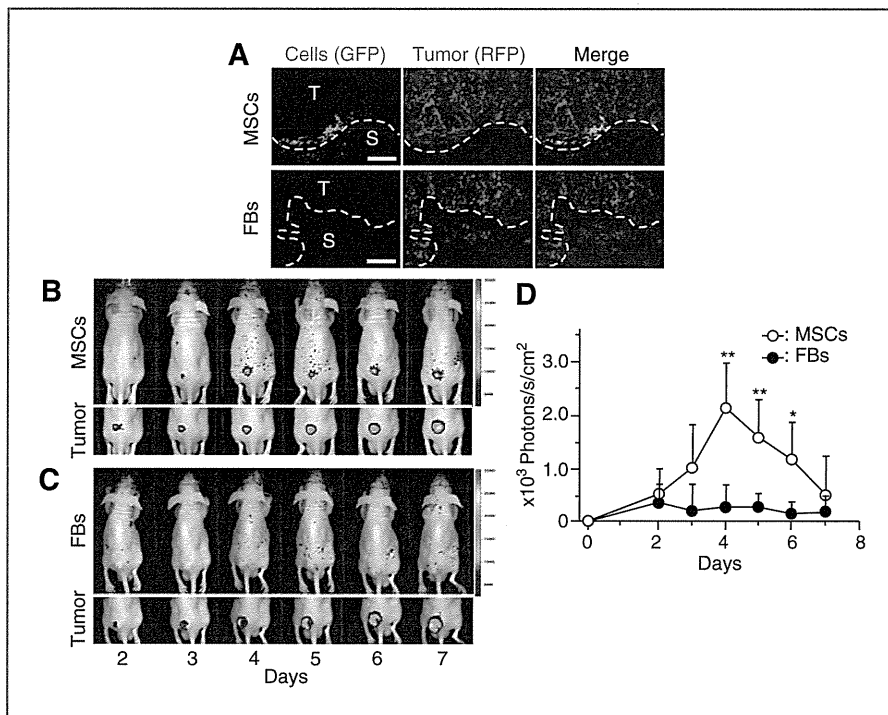 A
Cells (GFP) Tumor (RFP) Merge
MSCs
T
S
FBs
T
S
B
MSCs
Tumor
C
FBs
Tumor
2 3 4 5 6 7
Days
D
○: MSCs
●: FBs
x10³ Photons/s/cm²
3.0
2.0
1.0
0
** ** *
0 2 4 6 8
Days